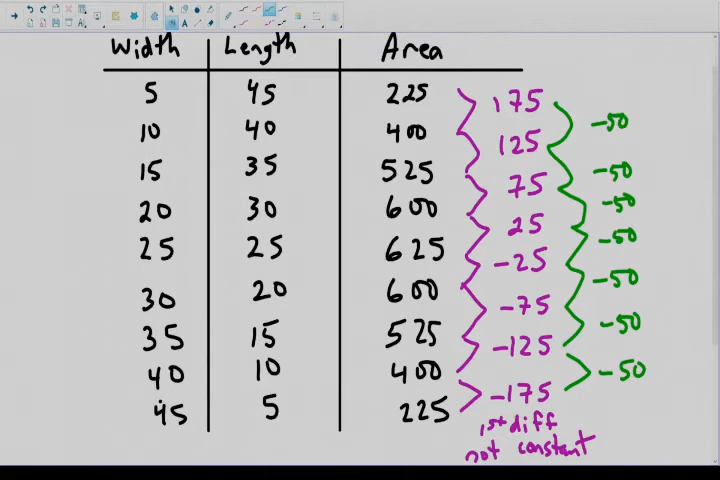 Width Length Area
5 45 225
175
10 40 400 -50
125
15 35 525 -50
75
20 30 600 -50
25
25 25 625 -50
-25
30 20 600 -50
-75
35 15 525 -50
-125
40 10 400 -50
-175
45 5 225
1st diff
not constant